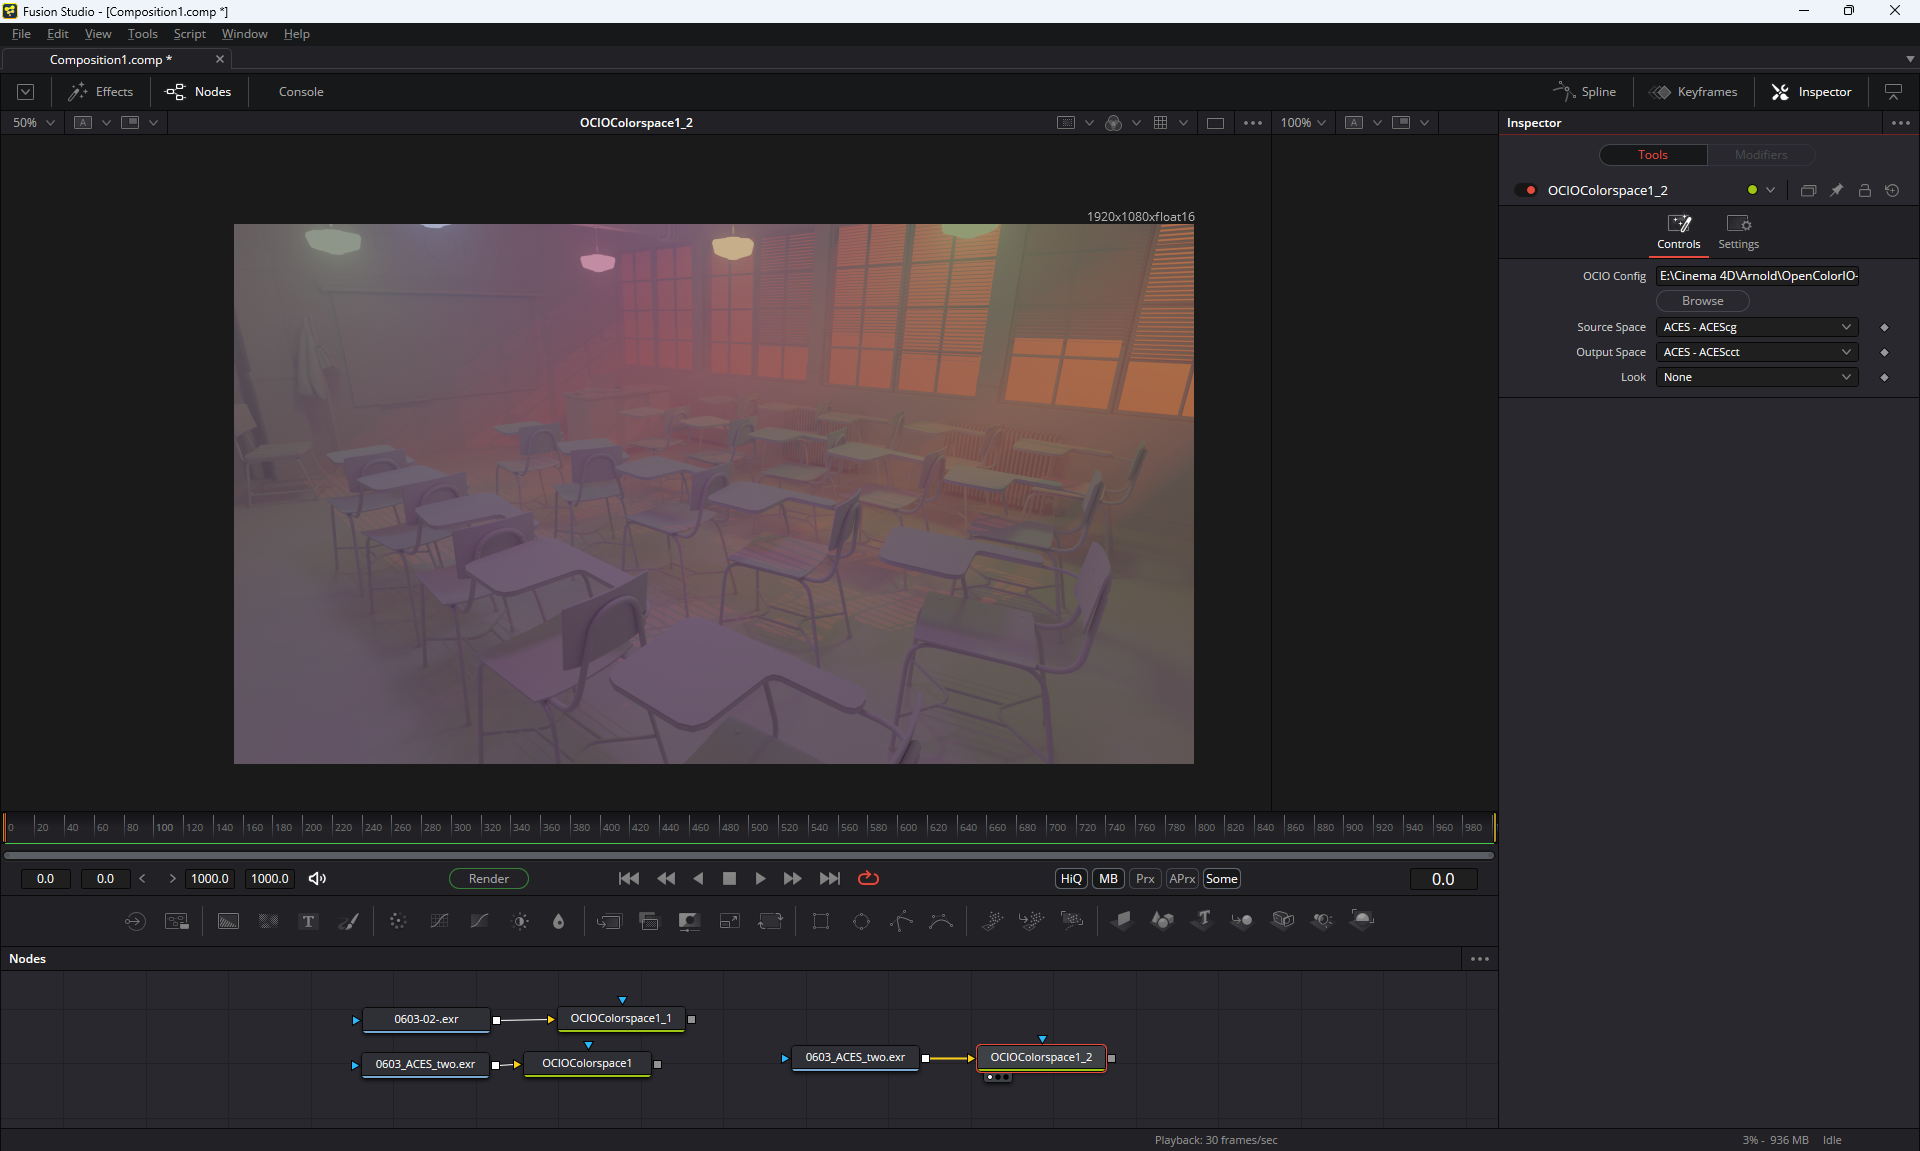 Fusion Studio - [Composition1.comp *]
File Edit View Tools Script Window Help
Composition1.comp *
Effects Nodes Console Spline Keyframes Inspector
50% A OCIOColorspace1_2 100% A Inspector
Tools Modifiers
OCIOColorspace1_2
1920x1080xfloat16
Controls Settings
OCIO Config E:\Cinema 4D\Arnold\OpenColorIO-
Browse
Source Space ACES - ACEScg
Output Space ACES - ACEScct
Look None
0 20 40 60 80 100 120 140 160 180 200 220 240 260 280 300 320 340 360 380 400 420 440 460 480 500 520 540 560 580 600 620 640 660 680 700 720 740 760 780 800 820 840 860 880 900 920 940 960 980
0.0 0.0 < > 1000.0 1000.0 Render HiQ MB Prx APrx Some 0.0
T T
Nodes
0603-02-.exr OCIOColorspace1_1
0603_ACES_two.exr OCIOColorspace1
0603_ACES_two.exr OCIOColorspace1_2
Playback: 30 frames/sec 3% - 936 MB Idle